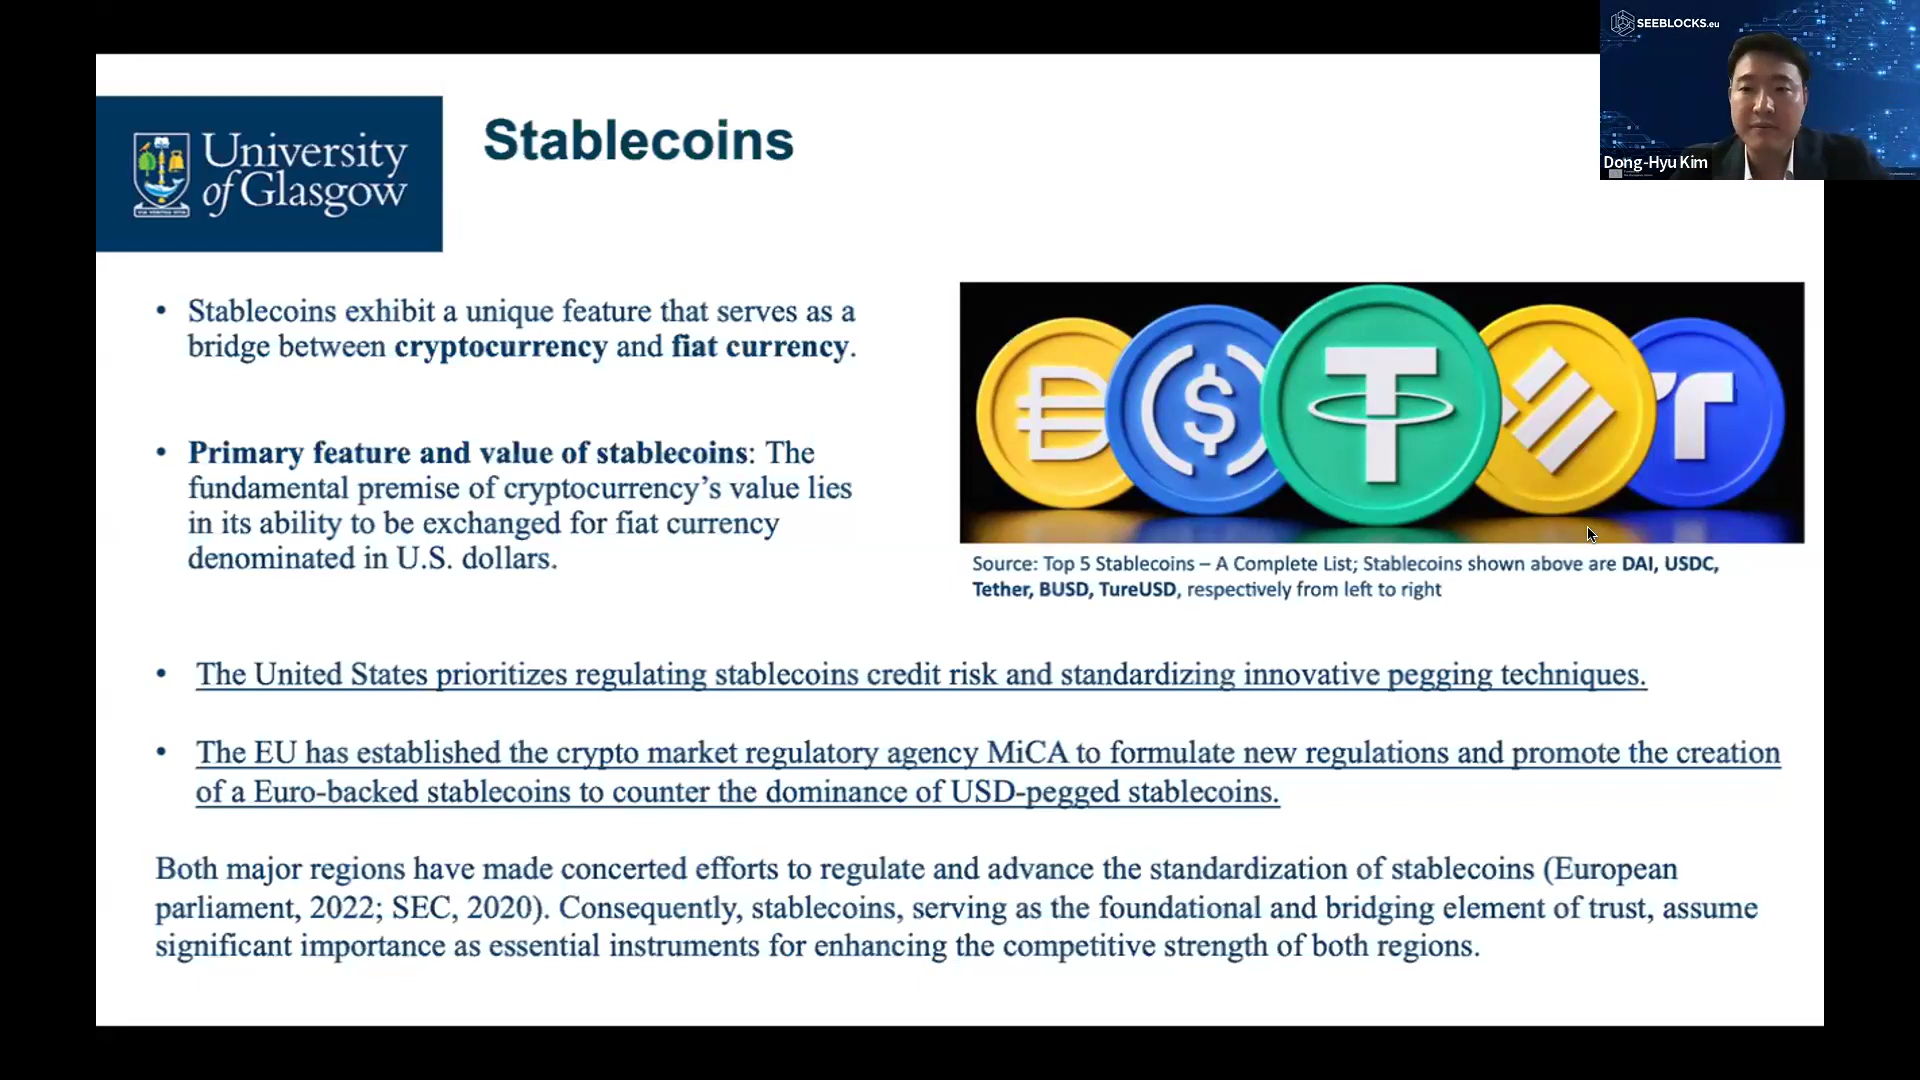 SEEBLOCKS.eu
Dong-Hyu Kim
University
of Glasgow
Stablecoins
• Stablecoins exhibit a unique feature that serves as a
bridge between cryptocurrency and fiat currency.
• Primary feature and value of stablecoins: The
fundamental premise of cryptocurrency’s value lies
in its ability to be exchanged for fiat currency
denominated in U.S. dollars.
Source: Top 5 Stablecoins – A Complete List; Stablecoins shown above are DAI, USDC,
Tether, BUSD, TureUSD, respectively from left to right
• The United States prioritizes regulating stablecoins credit risk and standardizing innovative pegging techniques.
• The EU has established the crypto market regulatory agency MiCA to formulate new regulations and promote the creation
of a Euro-backed stablecoins to counter the dominance of USD-pegged stablecoins.
Both major regions have made concerted efforts to regulate and advance the standardization of stablecoins (European
parliament, 2022; SEC, 2020). Consequently, stablecoins, serving as the foundational and bridging element of trust, assume
significant importance as essential instruments for enhancing the competitive strength of both regions.